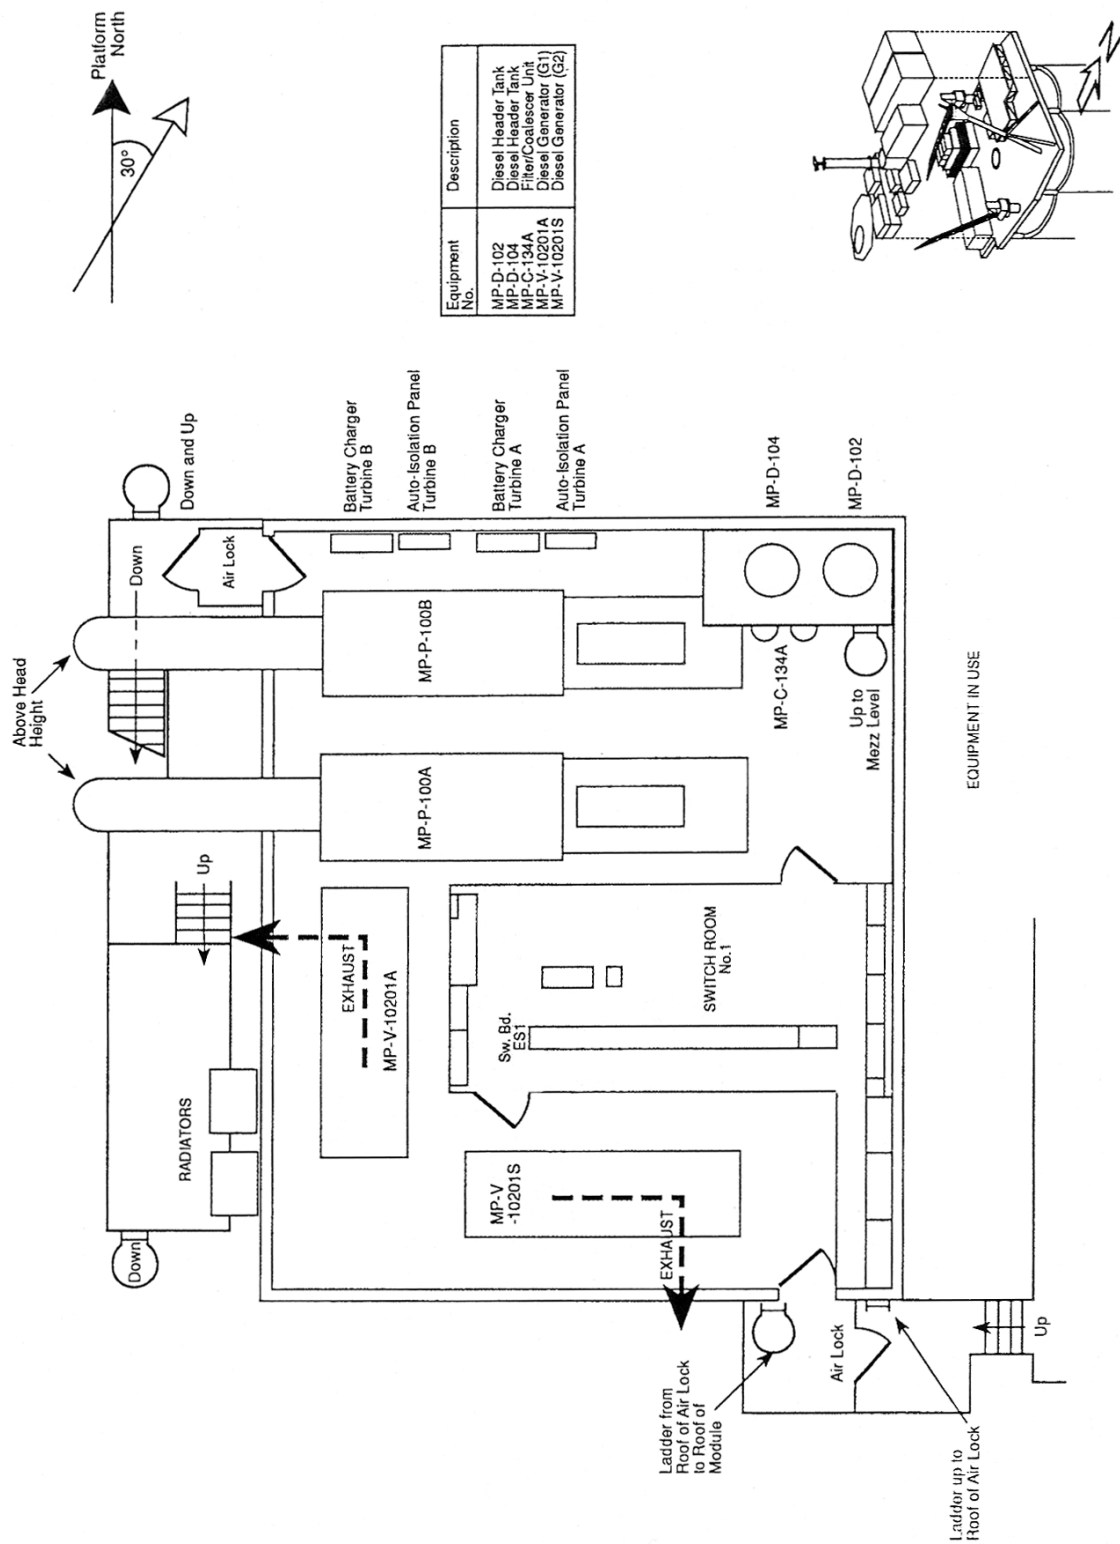 Platform
North
30°
Equipment
No.
Description
MP-D-102 Diesel Header Tank
MP-D-104 Diesel Header Tank
MP-C-134A Filter/Coalescer Unit
MP-V-10201A Diesel Generator (G1)
MP-V-10201S Diesel Generator (G2)
N
Above Head
Height
Down and Up
Down
Air Lock
Battery Charger
Turbine B
Auto-Isolation Panel
Turbine B
Battery Charger
Turbine A
Auto-Isolation Panel
Turbine A
MP-D-104
MP-D-102
MP-P-100B
MP-P-100A
MP-C-134A
Up to
Mezz Level
Up
EXHAUST
MP-V-10201A
RADIATORS
Down
SWITCH ROOM
No.1
Sw. Bd.
ES1
MP-V
-10201S
EXHAUST
Air Lock
Up
Ladder from
Roof of Air Lock
to Roof of
Module
Ladder up to
Roof of Air Lock
EQUIPMENT IN USE